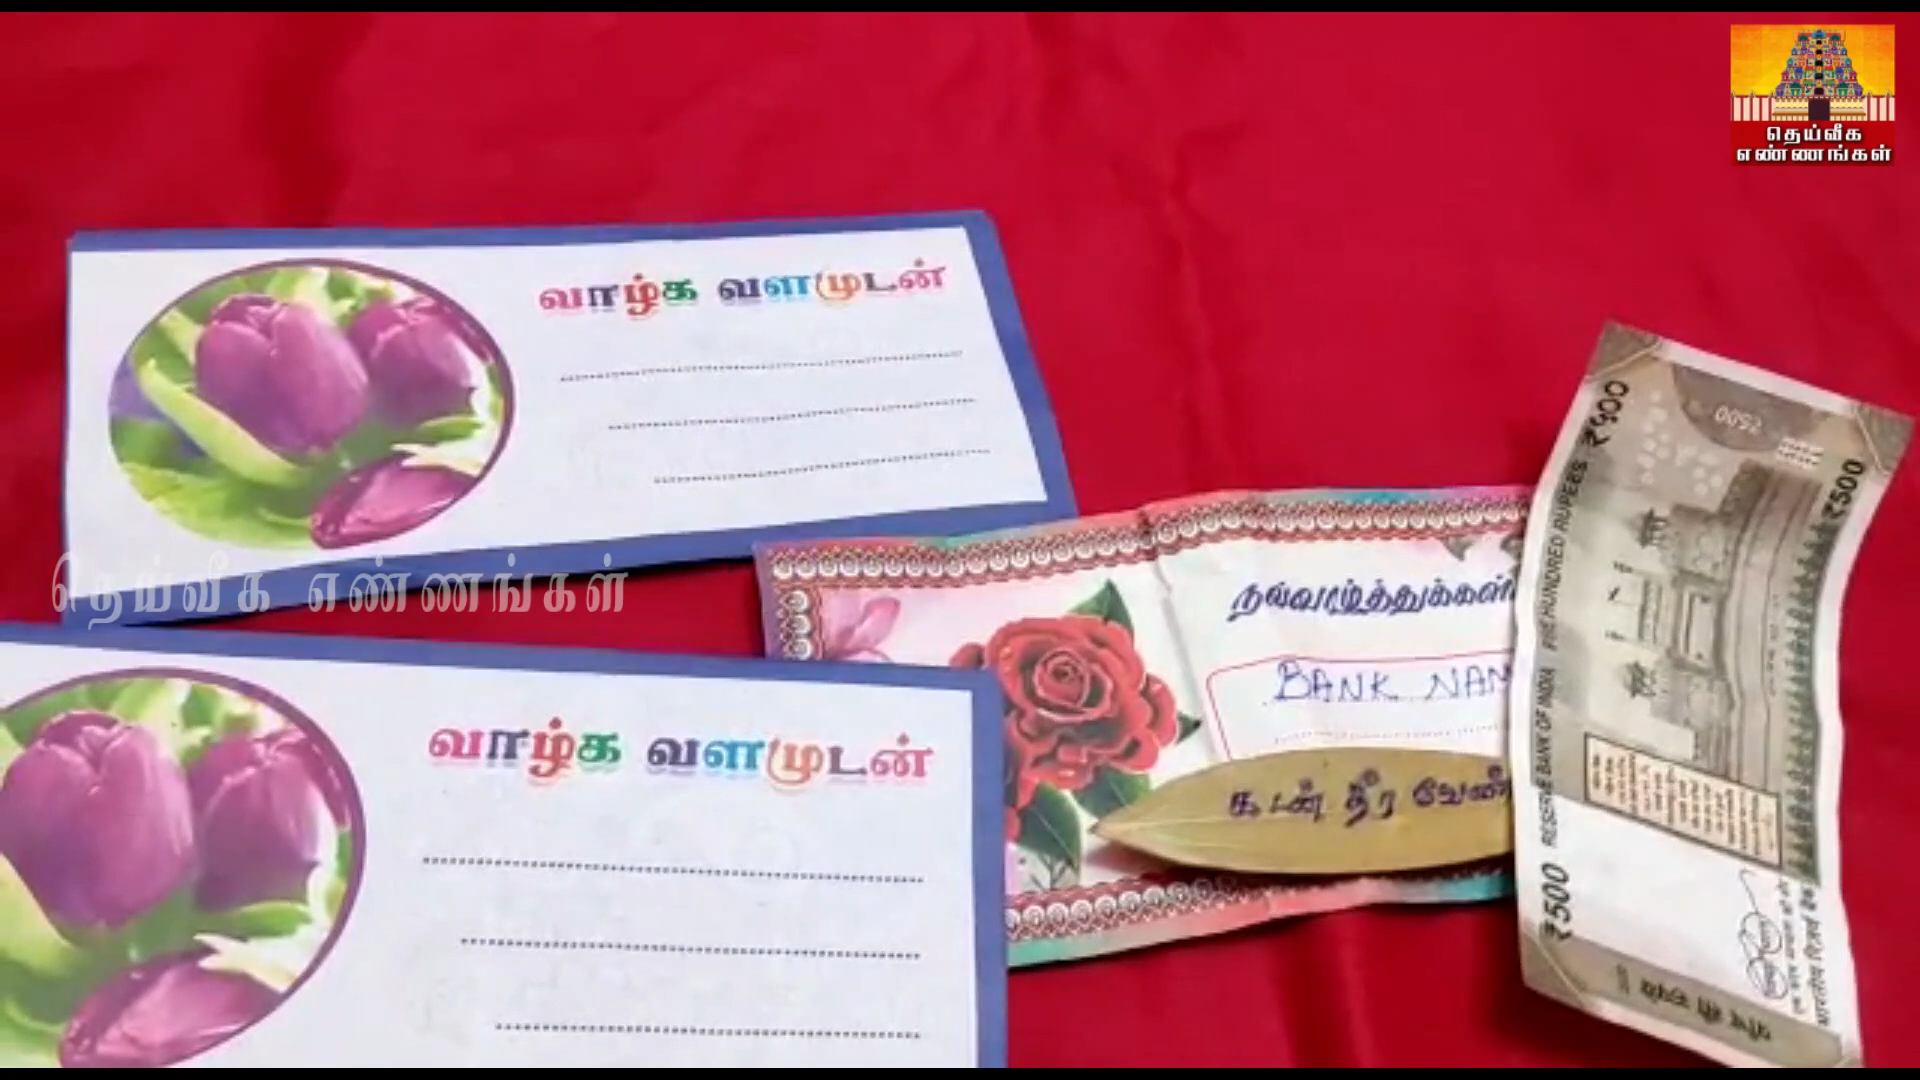 தெய்வீக
எண்ணங்கள்
வாழ்க வளமுடன்
தெய்வீக எண்ணங்கள்
வாழ்க வளமுடன்
நல்வாழ்த்துக்கள்
BANK NAM
கடன் தீர வேண்
₹500
₹५००
₹500
RESERVE BANK OF INDIA
FIVE HUNDRED RUPEES